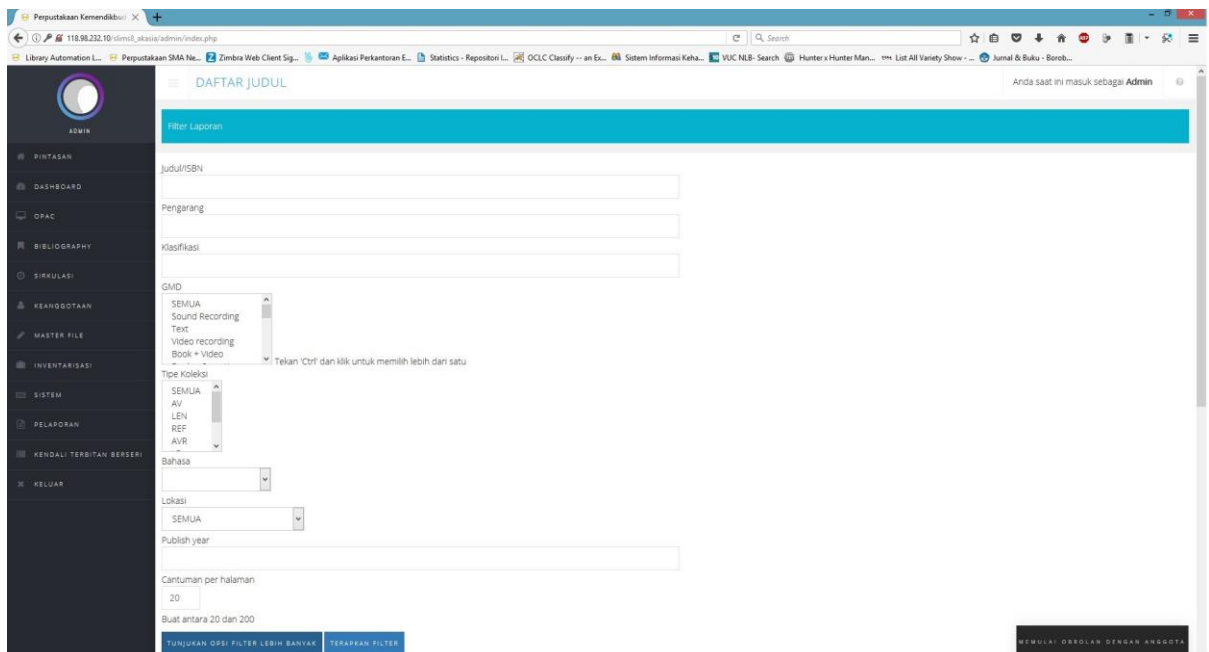 Perpustakaan Kemendikbud
118.98.232.10/slims8_akasia/admin/index.php
Search
Library Automation L... Perpustakaan SMA Ne... Zimbra Web Client Sig... Aplikasi Perkantoran E... Statistics - Repositori I... OCLC Classify -- an Ex... Sistem Informasi Keha... VUC NLB- Search Hunter x Hunter Man... List All Variety Show - ... Jurnal & Buku - Borob...
DAFTAR JUDUL
Anda saat ini masuk sebagai Admin
ADMIN
Filter Laporan
PINTASAN
DASHBOARD
OPAC
BIBLIOGRAPHY
SIRKULASI
KEANGGOTAAN
MASTER FILE
INVENTARISASI
SISTEM
PELAPORAN
KENDALI TERBITAN BERSERI
KELUAR
Judul/ISBN
Pengarang
Klasifikasi
GMD
SEMUA
Sound Recording
Text
Video recording
Book + Video
Tekan 'Ctrl' dan klik untuk memilih lebih dari satu
Tipe Koleksi
SEMUA
AV
LEN
REF
AVR
Bahasa
Lokasi
SEMUA
Publish year
Cantuman per halaman
20
Buat antara 20 dan 200
TUNJUKAN OPSI FILTER LEBIH BANYAK
TERAPKAN FILTER
MEMULAI OBROLAN DENGAN ANGGOTA